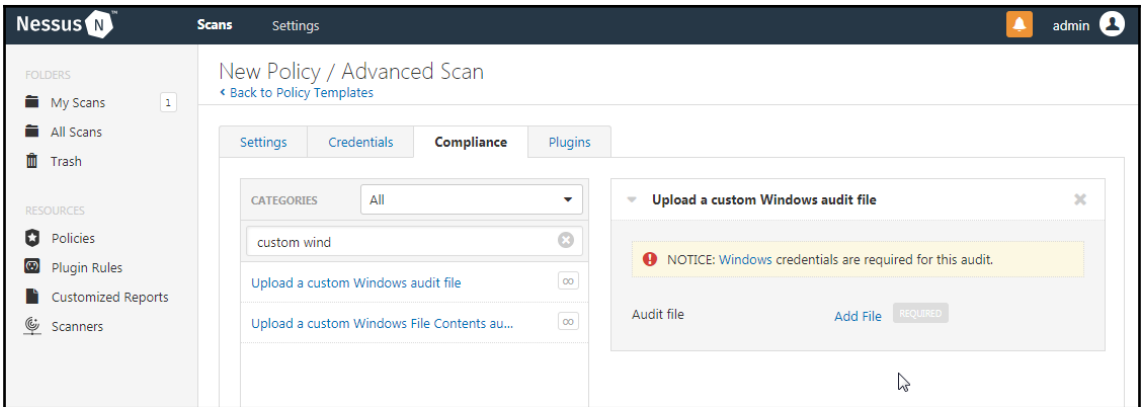 Nessus N ™ Scans Settings admin
FOLDERS
My Scans 1
All Scans
Trash
RESOURCES
Policies
Plugin Rules
Customized Reports
Scanners
New Policy / Advanced Scan
Back to Policy Templates
Settings Credentials Compliance Plugins
CATEGORIES All
custom wind
Upload a custom Windows audit file ∞
Upload a custom Windows File Contents au... ∞
Upload a custom Windows audit file
NOTICE: Windows credentials are required for this audit.
Audit file Add File REQUIRED